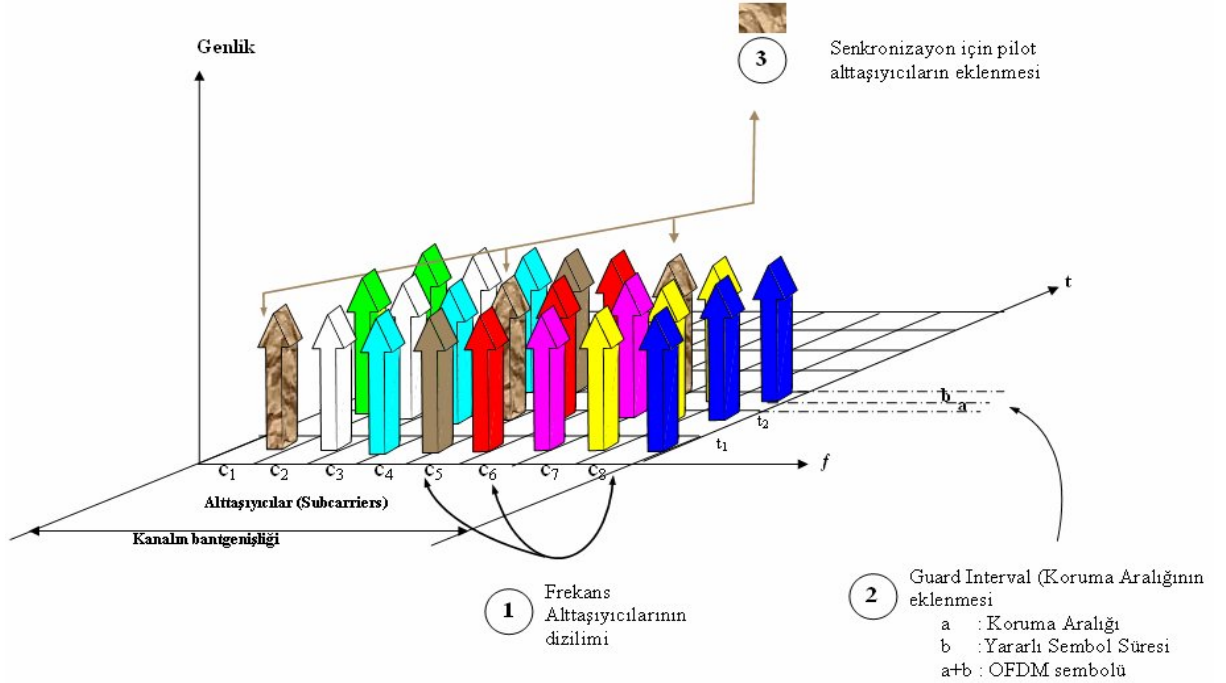 Genlik
3
Senkronizayon için pilot
alttaşıyıcıların eklenmesi
t
b
a
t2
t1
C1 C2 C3 C4 C5 C6 C7 C8
f
Alttaşıyıcılar (Subcarriers)
Kanalın bantgenişliği
1
Frekans
Alttaşıyıcılarının
dizilimi
2
Guard Interval (Koruma Aralığının
eklenmesi
a : Koruma Aralığı
b : Yararlı Sembol Süresi
a+b : OFDM sembolü